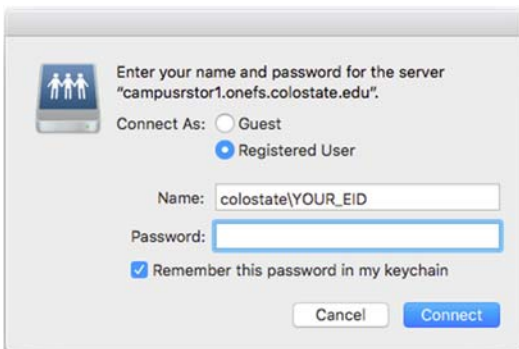 Enter your name and password for the server
“campusrstor1.onefs.colostate.edu”.
Connect As: Guest
Registered User
Name: colostate\YOUR_EID
Password:
Remember this password in my keychain
Cancel Connect